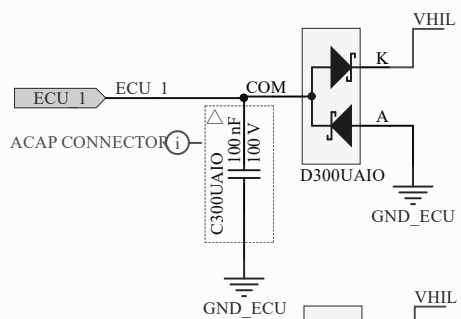 VHIL
K
ECU_1
ECU_1
COM
A
ACAP CONNECTOR
i
C300UAIO
100 nF
100 V
D300UAIO
GND_ECU
GND_ECU
VHIL